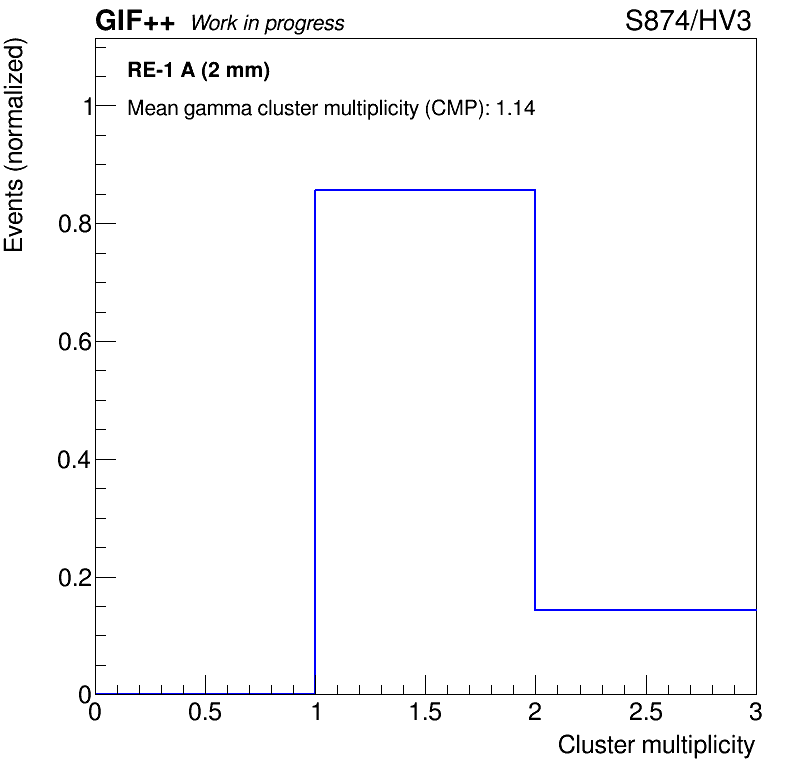 GIF++ Work in progress S874/HV3
RE-1 A (2 mm)
Mean gamma cluster multiplicity (CMP): 1.14
Events (normalized)
1
0.8
0.6
0.4
0.2
0
0 0.5 1 1.5 2 2.5 3
Cluster multiplicity